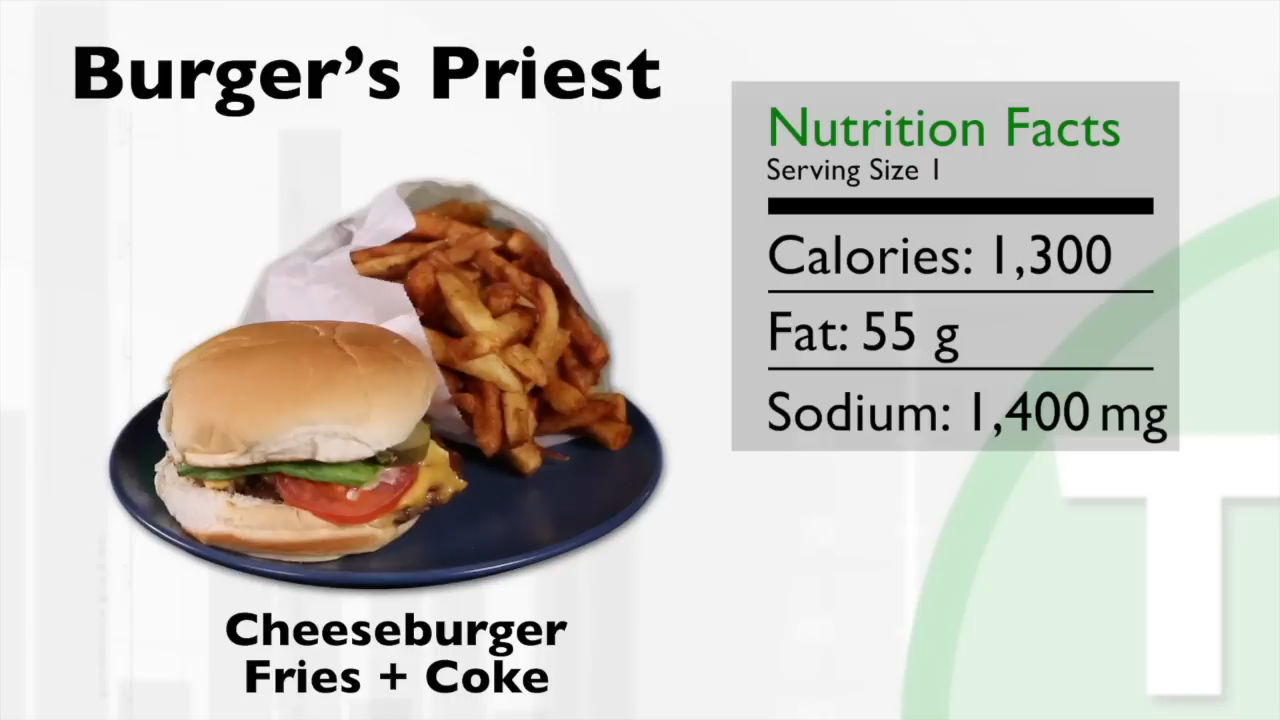 Burger’s Priest
Nutrition Facts
Serving Size 1
Calories: 1,300
Fat: 55 g
Sodium: 1,400 mg
Cheeseburger
Fries + Coke
T